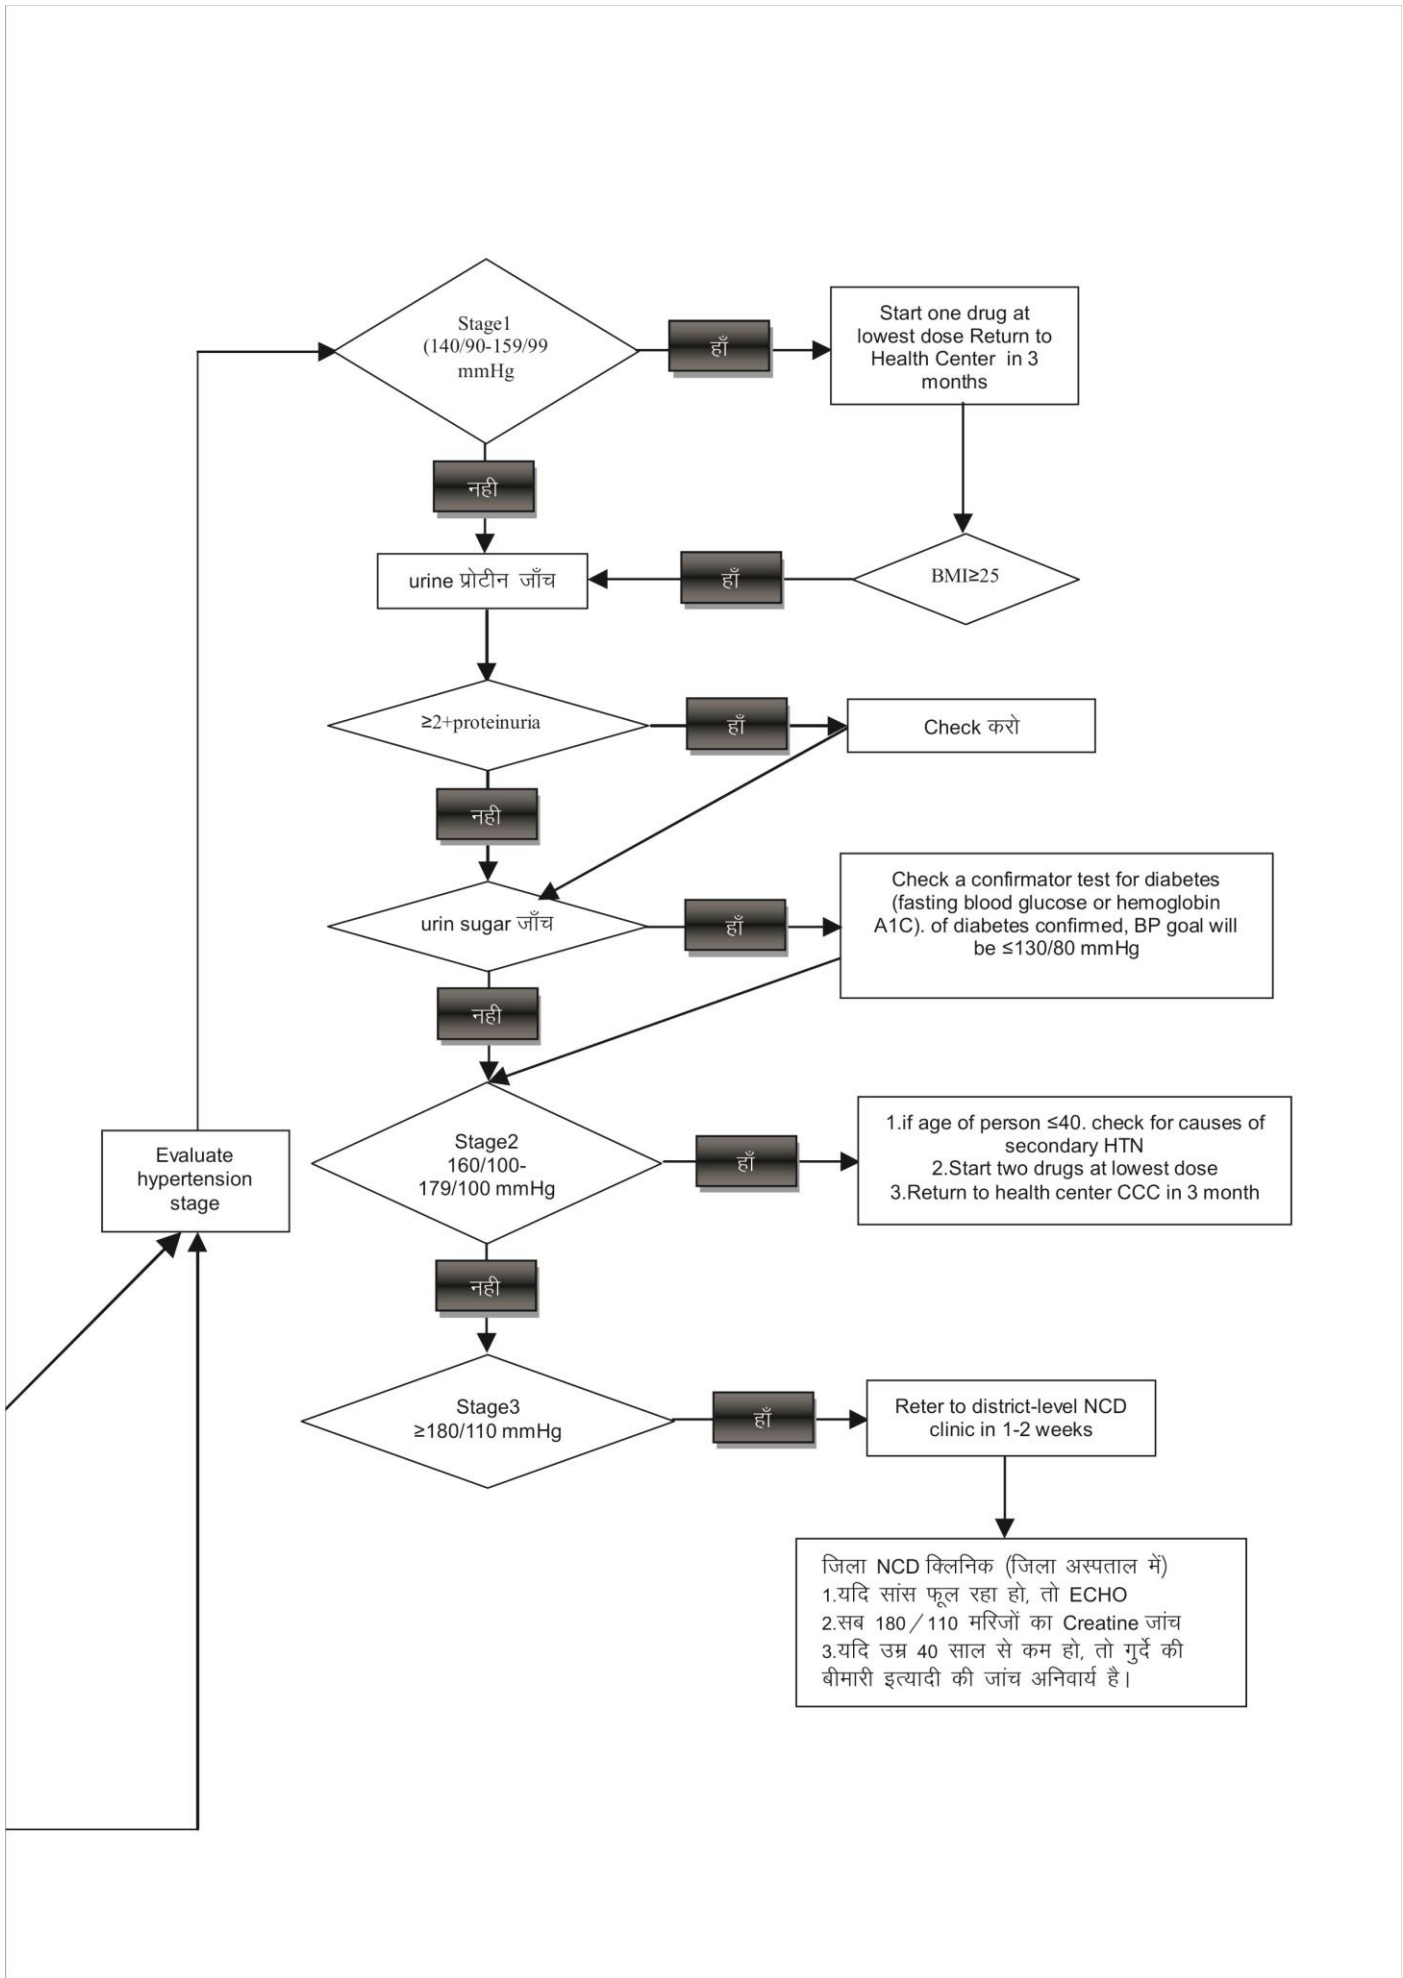 Stage1
(140/90-159/99
mmHg
हाँ
Start one drug at
lowest dose Return to
Health Center in 3
months
नही
urine प्रोटीन जाँच
हाँ
BMI≥25
≥2+proteinuria
हाँ
Check करो
नही
urin sugar जाँच
हाँ
Check a confirmator test for diabetes
(fasting blood glucose or hemoglobin
A1C). of diabetes confirmed, BP goal will
be ≤130/80 mmHg
नही
Evaluate
hypertension
stage
Stage2
160/100-
179/100 mmHg
हाँ
1.if age of person ≤40. check for causes of
secondary HTN
2.Start two drugs at lowest dose
3.Return to health center CCC in 3 month
नही
Stage3
≥180/110 mmHg
हाँ
Reter to district-level NCD
clinic in 1-2 weeks
जिला NCD क्लिनिक (जिला अस्पताल में)
1.यदि सांस फूल रहा हो, तो ECHO
2.सब 180/110 मरिजों का Creatine जांच
3.यदि उम्र 40 साल से कम हो, तो गुर्दे की
बीमारी इत्यादी की जांच अनिवार्य है।